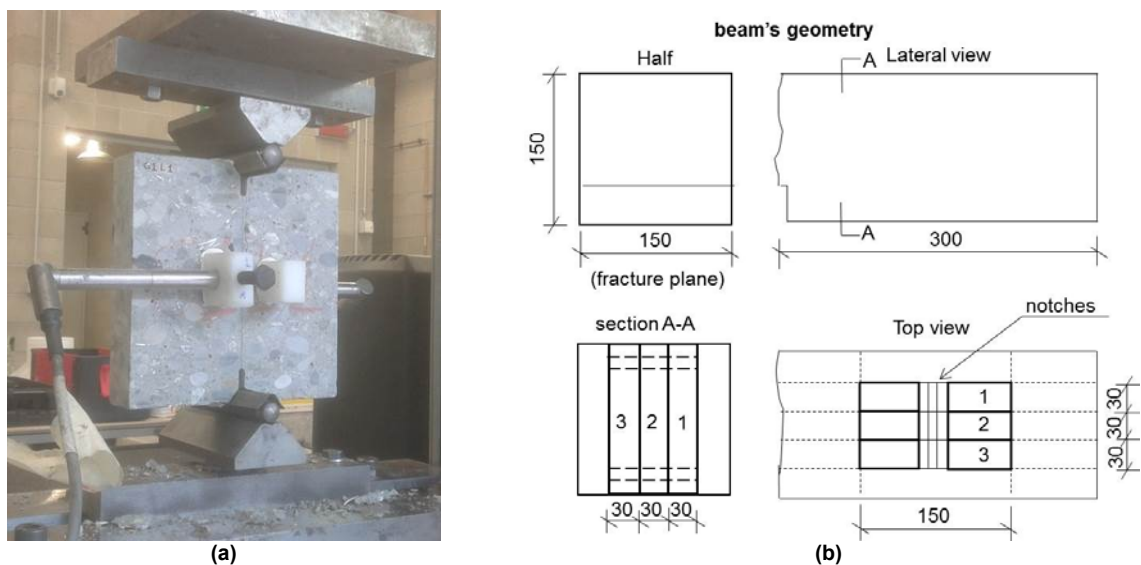 G1L1
beam's geometry
Half
A
Lateral view
150
150
(fracture plane)
A
300
section A-A
Top view
notches
3 2 1
1
2
3
30
30
30
30 30 30
150
(a)
(b)